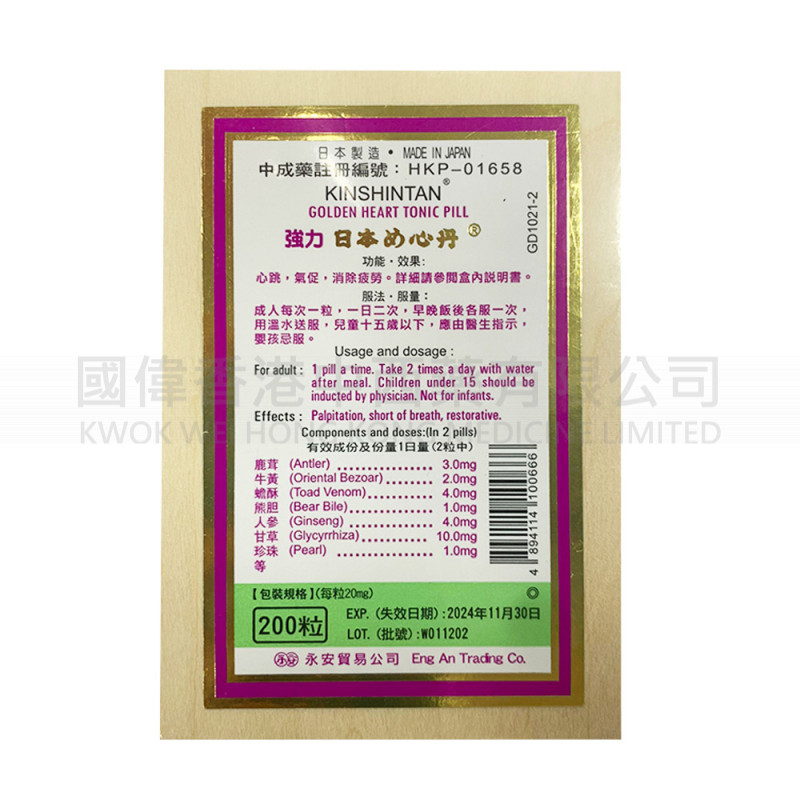 日本製造・MADE IN JAPAN
中成藥註冊編號：HKP-01658
KINSHINTAN®
GOLDEN HEART TONIC PILL
強力 日本め心丹®
GD1021-2
功能・效果:
心跳，氣促，消除疲勞。詳細請參閱盒內説明書。
服法・服量：
成人每次一粒，一日二次，早晚飯後各服一次，
用溫水送服，兒童十五歲以下，應由醫生指示，
嬰孩忌服。
Usage and dosage :
For adult : 1 pill a time. Take 2 times a day with water
after meal. Children under 15 should be
inducted by physician. Not for infants.
Effects : Palpitation, short of breath, restorative.
Components and doses:(In 2 pills)
有效成份及份量1日量(2粒中)
鹿茸 (Antler) .................. 3.0mg
牛黃 (Oriental Bezoar) ........ 2.0mg
蟾酥 (Toad Venom) ............ 4.0mg
熊胆 (Bear Bile) ............... 1.0mg
人參 (Ginseng) ................ 4.0mg
甘草 (Glycyrrhiza) ............ 10.0mg
珍珠 (Pearl) ................... 1.0mg
等
4 894114 100666
【包裝規格】(每粒20mg)
200粒
EXP. (失效日期) : 2024年11月30日
LOT. (批號) : W011202
永安 永安貿易公司 Eng An Trading Co.
國偉香港中西藥有限公司
KWOK WEI HONG KONG MEDICINE LIMITED